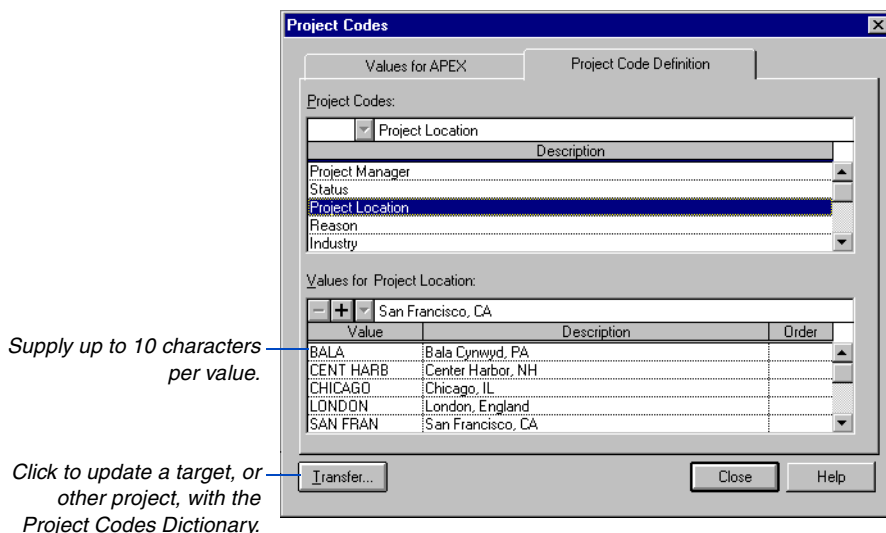 Project Codes
Values for APEX
Project Code Definition
Project Codes:
Project Location
Description
Project Manager
Status
Project Location
Reason
Industry
Values for Project Location:
San Francisco, CA
Value Description Order
BALA Bala Cynwyd, PA
CENT HARB Center Harbor, NH
CHICAGO Chicago, IL
LONDON London, England
SAN FRAN San Francisco, CA
Transfer... Close Help
Supply up to 10 characters
per value.
Click to update a target, or
other project, with the
Project Codes Dictionary.